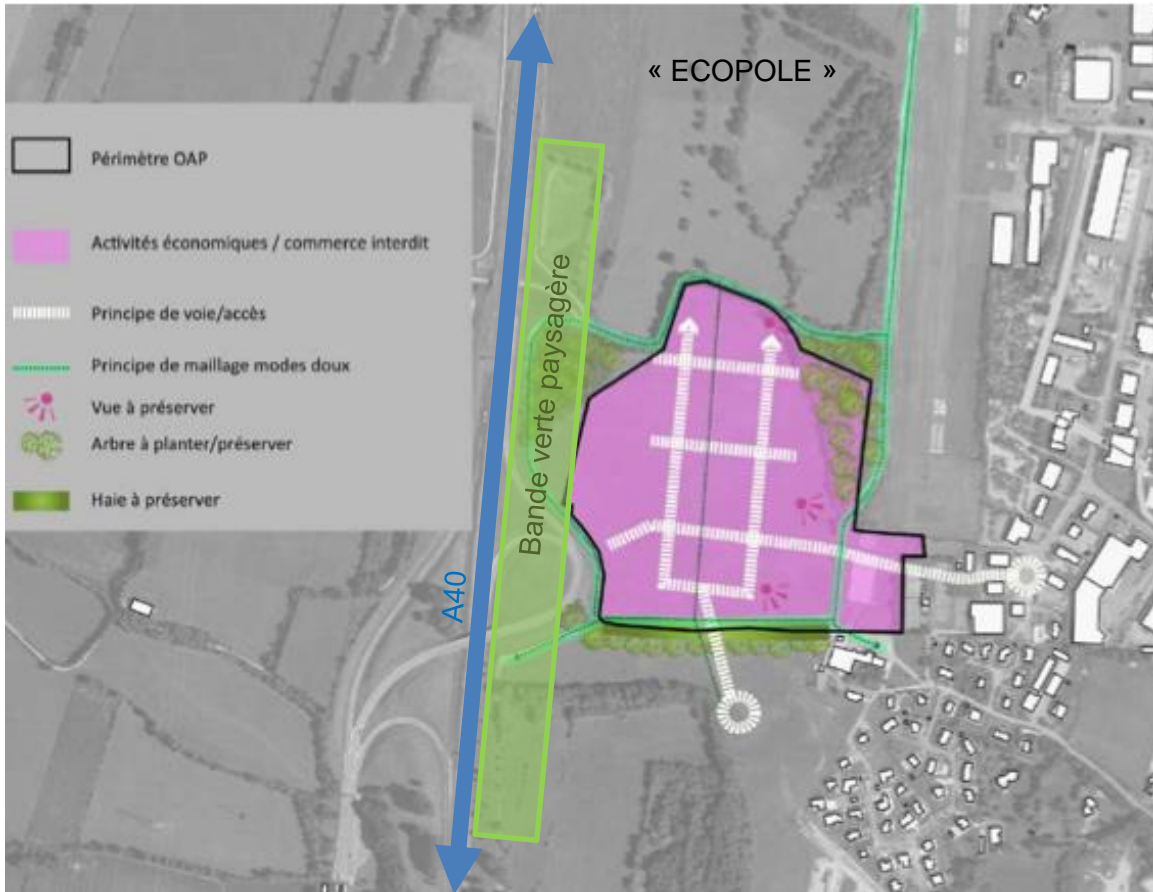 « ECOPOLE »
Périmètre OAP
Activités économiques / commerce interdit
Principe de voie/accès
Principe de maillage modes doux
Vue à préserver
Arbre à planter/préserver
Haie à préserver
Bande verte paysagère
A40